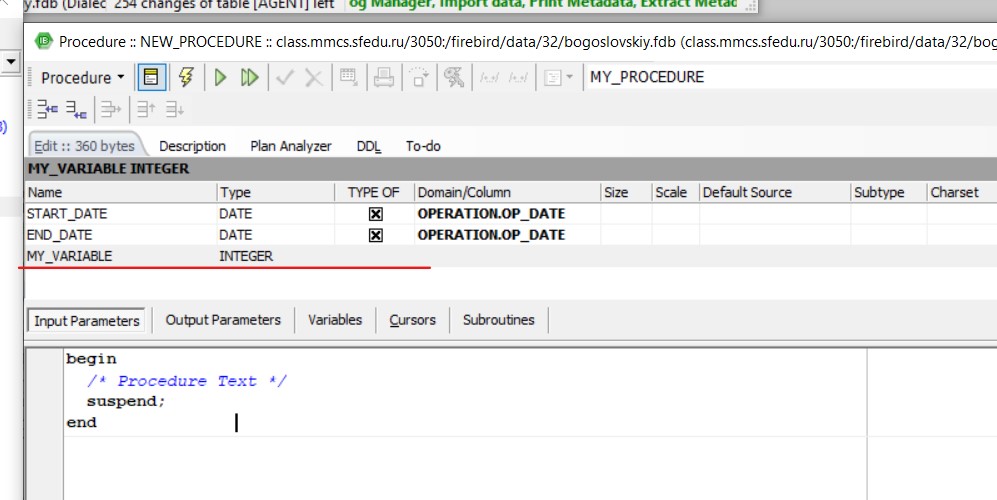 y.fdb (Dialec 254 changes of table [AGENT] left og Manager, Import data, Print Metadata, Extract Metad
Procedure :: NEW_PROCEDURE :: class.mmcs.sfedu.ru/3050:/firebird/data/32/bogoslovskiy.fdb (class.mmcs.sfedu.ru/3050:/firebird/data/32/bog
Procedure MY_PROCEDURE
Edit :: 360 bytes Description Plan Analyzer DDL To-do
MY_VARIABLE INTEGER
Name Type TYPE OF Domain/Column Size Scale Default Source Subtype Charset
START_DATE DATE OPERATION.OP_DATE
END_DATE DATE OPERATION.OP_DATE
MY_VARIABLE INTEGER
Input Parameters Output Parameters Variables Cursors Subroutines
begin
/* Procedure Text */
suspend;
end